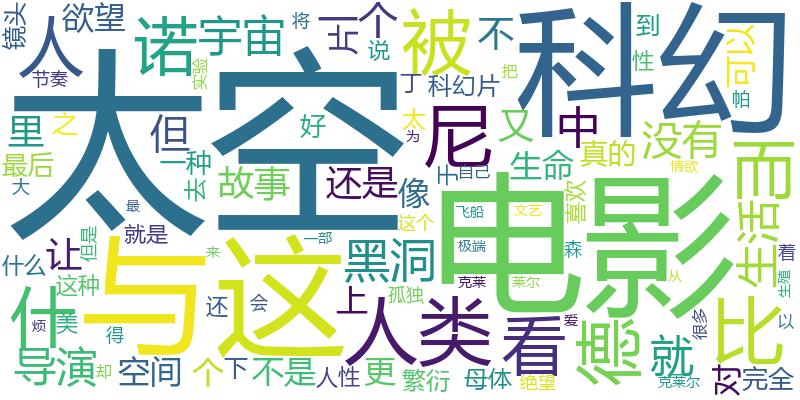 镜头
欲望
人
节奏
诺
宇宙
实验
将
上
一个
说
丁
科幻片
被
不
到
性
把
帕
可以
科幻
太空
里
之
但
最后
一种
大
去
故事
好
还是
尼
太
为
像
于
自己
又
中
没有
真的
生命
喜欢
情欲
而
生活
最
但是
就是
让
什么
这种
与
这
来
一部
黑洞
这个
孤独
飞船
极端
克莱
文艺
莱尔
森
电影
从
爱
着
生殖
以
很多
比
什
美
烦
得
却
导演
空间
还
会
个
下
上
不是
人类
人性
更
繁衍
母体
看
绝望
德
就
克莱尔
对
完全